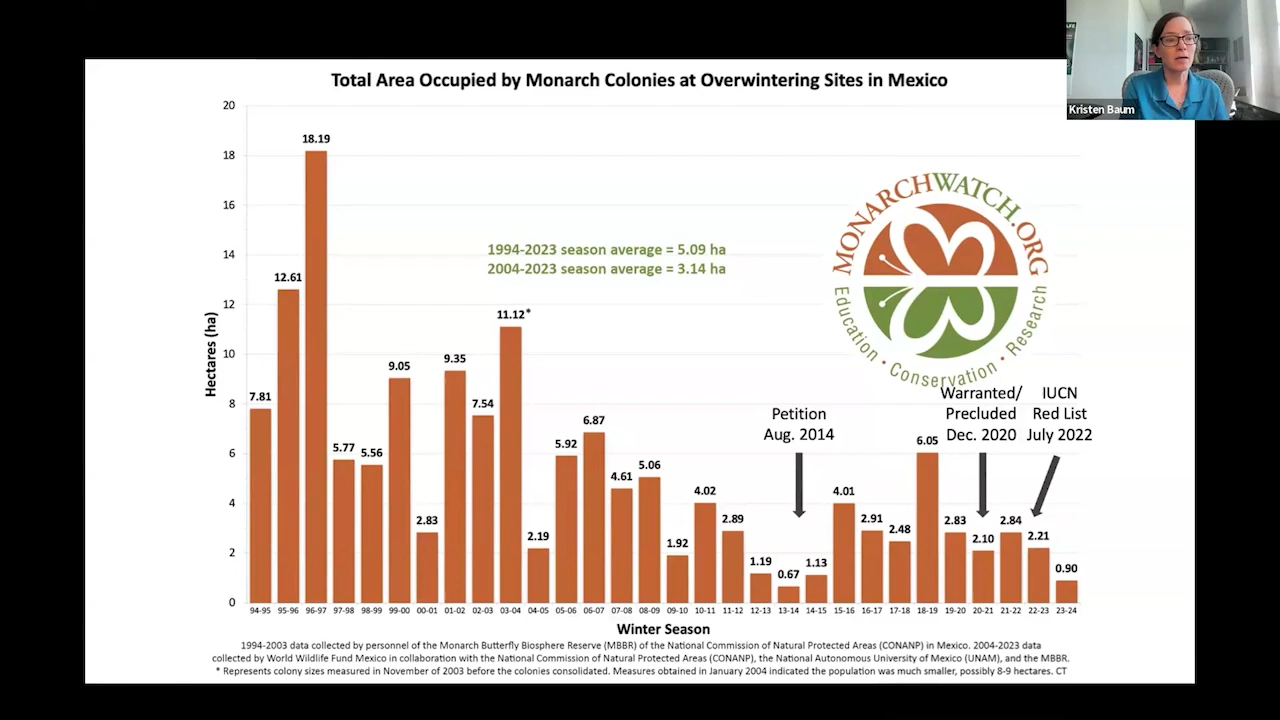 Total Area Occupied by Monarch Colonies at Overwintering Sites in Mexico
Kristen Baum
Hectares (ha)
20
18
16
14
12
10
8
6
4
2
0
7.81
12.61
18.19
5.77
5.56
9.05
2.83
9.35
7.54
11.12*
2.19
5.92
6.87
4.61
5.06
1.92
4.02
2.89
1.19
0.67
1.13
4.01
2.91
2.48
6.05
2.83
2.10
2.84
2.21
0.90
1994-2023 season average = 5.09 ha
2004-2023 season average = 3.14 ha
MONARCHWATCH.ORG
Education • Conservation • Research
Petition
Aug. 2014
Warranted/
Precluded
Dec. 2020
IUCN
Red List
July 2022
94-95 95-96 96-97 97-98 98-99 99-00 00-01 01-02 02-03 03-04 04-05 05-06 06-07 07-08 08-09 09-10 10-11 11-12 12-13 13-14 14-15 15-16 16-17 17-18 18-19 19-20 20-21 21-22 22-23 23-24
Winter Season
1994-2003 data collected by personnel of the Monarch Butterfly Biosphere Reserve (MBBR) of the National Commission of Natural Protected Areas (CONANP) in Mexico. 2004-2023 data
collected by World Wildlife Fund Mexico in collaboration with the National Commission of Natural Protected Areas (CONANP), the National Autonomous University of Mexico (UNAM), and the MBBR.
* Represents colony sizes measured in November of 2003 before the colonies consolidated. Measures obtained in January 2004 indicated the population was much smaller, possibly 8-9 hectares. CT